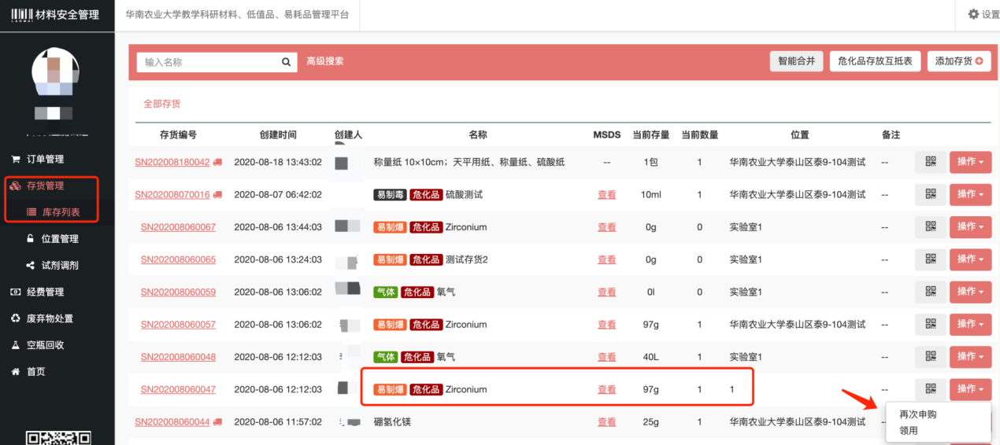 LABMAI 材料安全管理
华南农业大学教学科研材料、低值品、易耗品管理平台
设置
输入名称 高级搜索 智能合并 危化品存放互抵表 添加存货
全部存货
存货编号 创建时间 创建人 名称 MSDS 当前存量 当前数量 位置 备注
SN202008180042 2020-08-18 13:43:02 称量纸 10×10cm；天平用纸、称量纸、硫酸纸 -- 1包 1 华南农业大学泰山区泰9-104测试 -- 操作
SN202008070016 2020-08-07 06:42:02 易制毒 危化品 硫酸测试 查看 10ml 1 华南农业大学泰山区泰9-104测试 -- 操作
SN202008060067 2020-08-06 13:44:03 易制爆 危化品 Zirconium 查看 0g 0 实验室1 -- 操作
SN202008060065 2020-08-06 13:24:03 易制爆 危化品 测试存货2 查看 0g 0 实验室1 -- 操作
SN202008060059 2020-08-06 13:06:02 气体 危化品 氧气 查看 0l 0 实验室1 -- 操作
SN202008060057 2020-08-06 13:06:02 易制爆 危化品 Zirconium 查看 97g 1 华南农业大学泰山区泰9-104测试 -- 操作
SN202008060048 2020-08-06 12:12:03 气体 危化品 氧气 查看 40L 1 实验室1 -- 操作
SN202008060047 2020-08-06 12:12:03 易制爆 危化品 Zirconium 查看 97g 1 1 -- 操作
SN202008060044 2020-08-06 11:57:02 硼氢化镁 查看 25g 1 华南农业大学泰山区泰9-104测试
再次申购
领用
订单管理
存货管理
库存列表
位置管理
试剂调剂
经费管理
废弃物处置
空瓶回收
首页